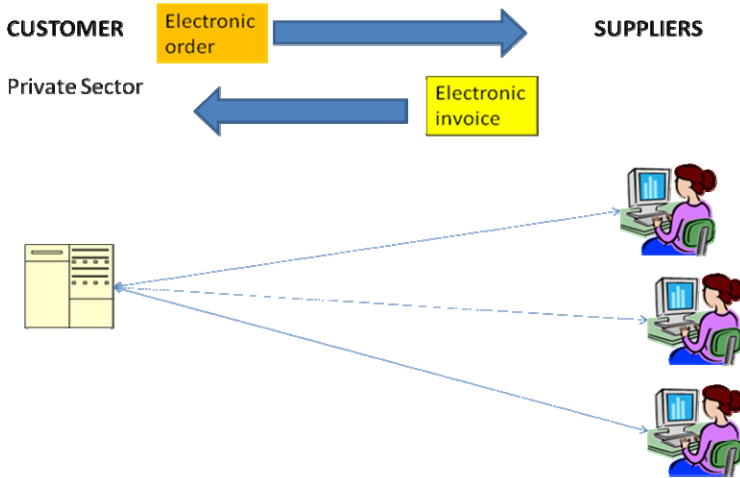 CUSTOMER
Electronic
order
SUPPLIERS
Private Sector
Electronic
invoice